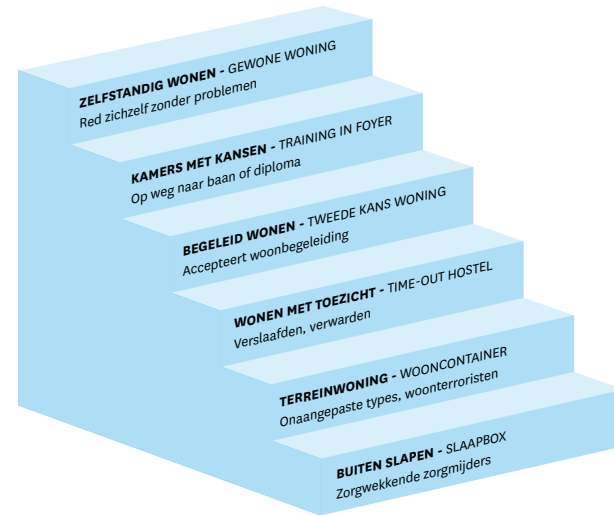 ZELFSTANDIG WONEN - GEWONE WONING
Red zichzelf zonder problemen
KAMERS MET KANSEN - TRAINING IN FOYER
Op weg naar baan of diploma
BEGELEID WONEN - TWEEDE KANS WONING
Accepteert woonbegeleiding
WONEN MET TOEZICHT - TIME-OUT HOSTEL
Verslaafden, verwarden
TERREINWONING - WOONCONTAINER
Onaangepaste types, woonterroristen
BUITEN SLAPEN - SLAAPBOX
Zorgwekkende zorgmijders